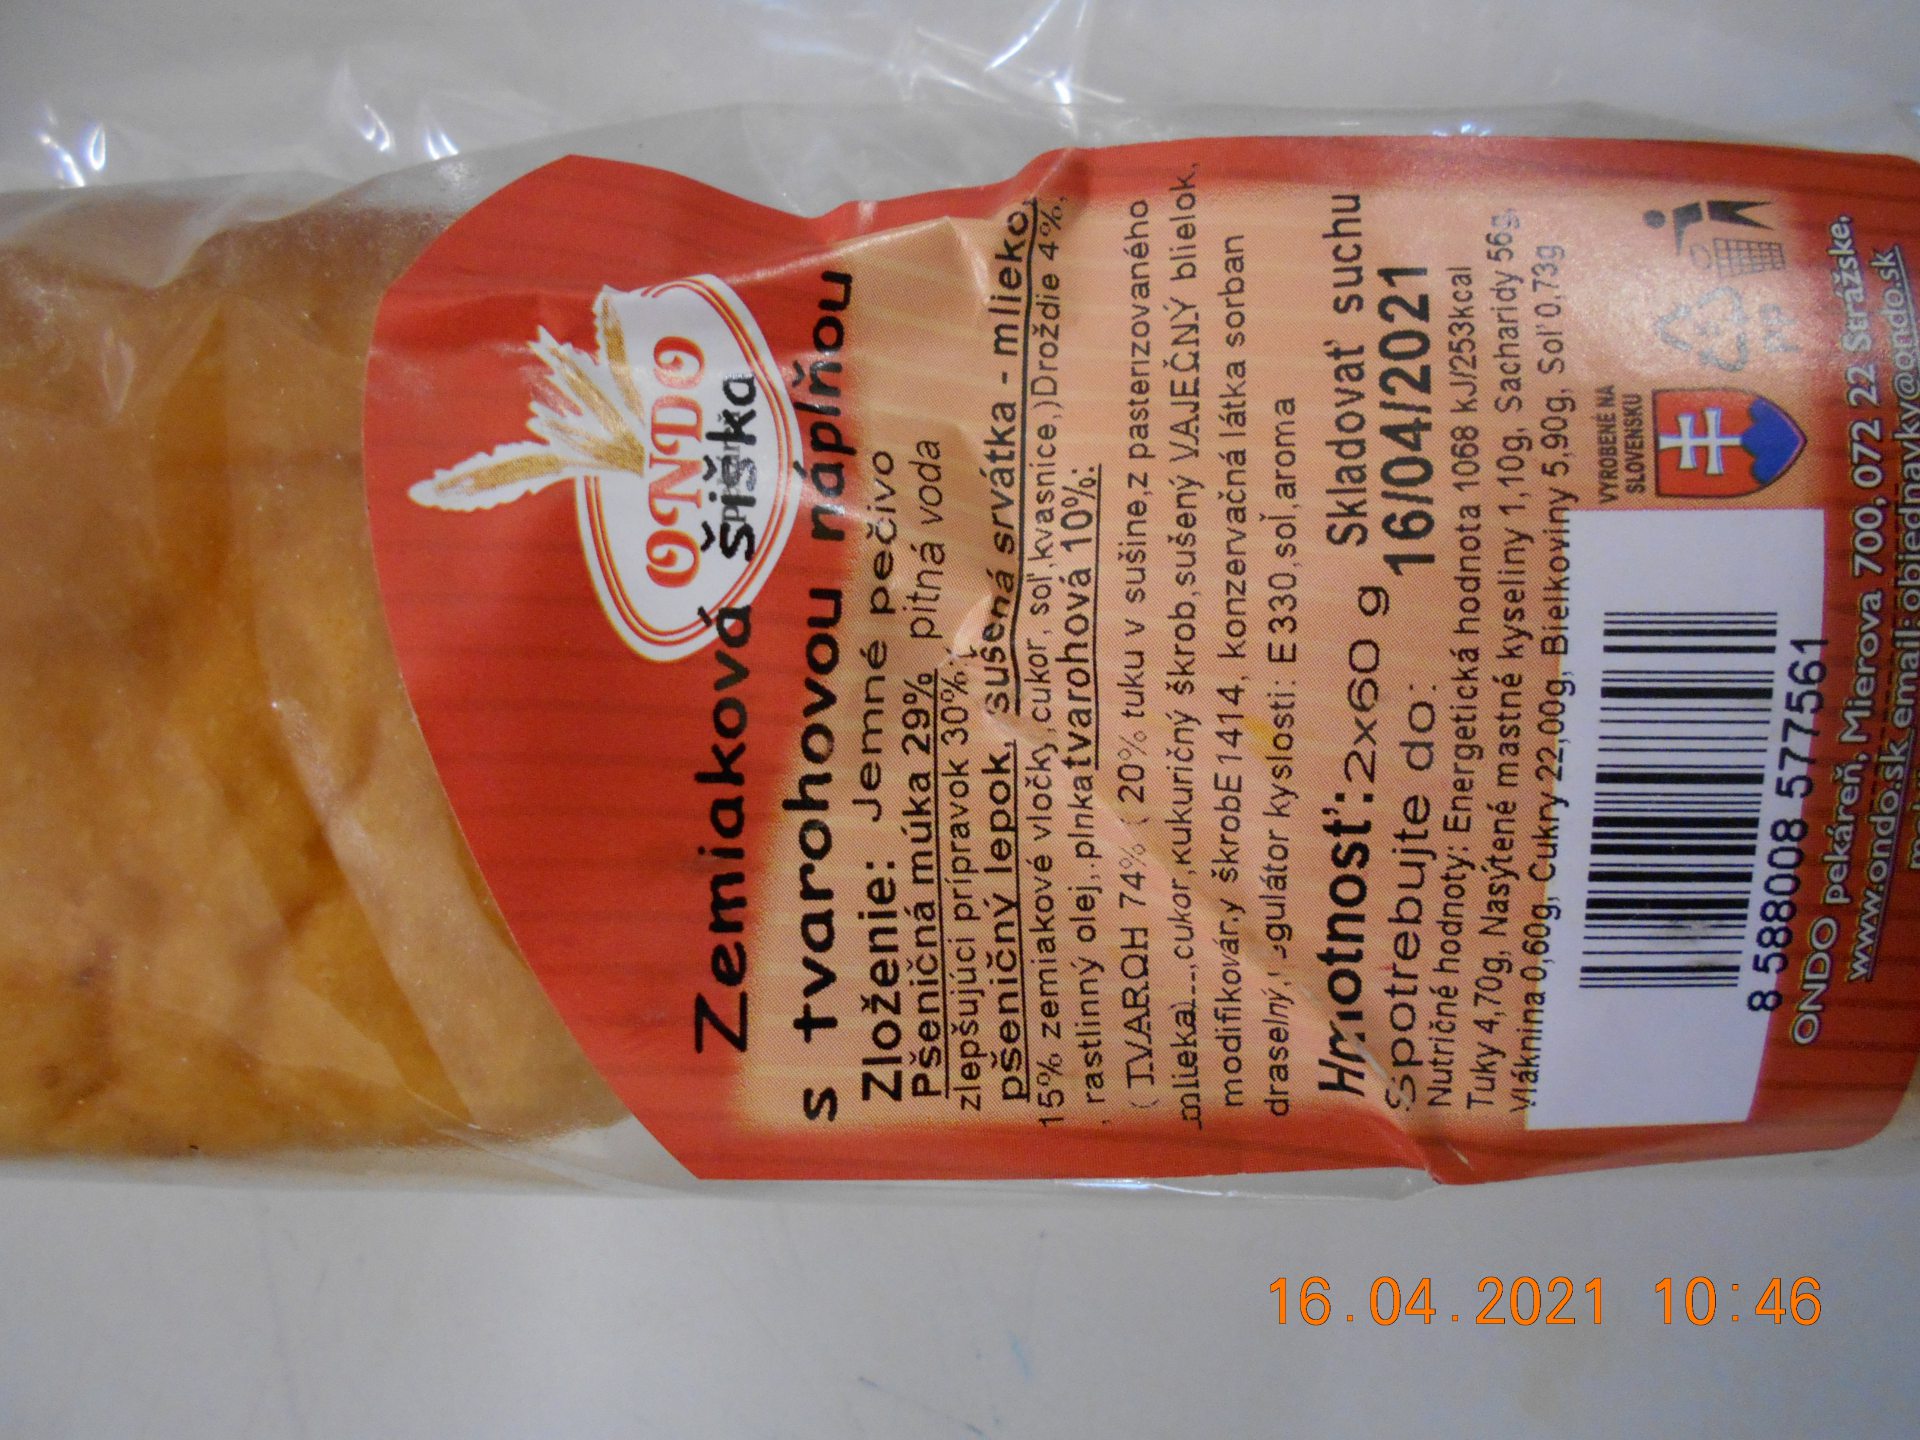 ONDO
Zemiaková šiška
s tvarohovou náplňou
Zloženie: Jemné pečivo
Pšeničná múka 29% pitná voda
zlepšujúci prípravok 30%:
pšeničný lepok, sušená srvátka - mlieko,
15% zemiakové vločky,cukor, soľ,kvasnice,)Droždie 4%,
, rastlinný olej,.plnkatvarohová 10%:
( TVAROH 74% ( 20% tuku v sušine,z pasterizovaného
mlieka) ,cukor,kukuričný škrob,sušený VAJEČNÝ bielok,
modifikovaný škrobE1414, konzervačná látka sorban
draselný, regulátor kyslosti: E330,soľ,aroma
Hmotnosť:2x60 g Skladovať suchu
Spotrebujte do: 16/04/2021
Nutričné hodnoty: Energetická hodnota 1068 kJ/253kcal
Tuky 4,70g, Nasýtené mastné kyseliny 1,10g, Sacharidy 56g,
Vláknina 0,60g, Cukry 22,00g, Bielkoviny 5,90g, Soľ 0,73g
VYROBENÉ NA
SLOVENSKU
PP
8 588008 577561
ONDO pekáreň, Mierova 700, 072 22 Strážske.
www.ondo.sk email: objednavky@ondo.sk
16.04.2021 10:46